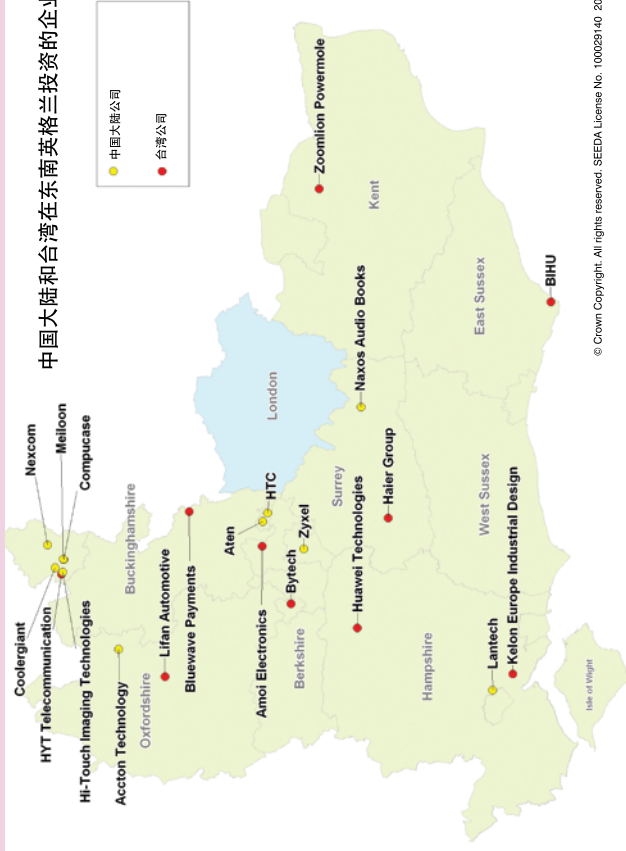 中国大陆和台湾在东南英格兰投资的企业
中国大陆公司
台湾公司
Nexcom
Meiloon
Compucase
Coolergiant
HYT Telecommunication
Hi-Touch Imaging Technologies
Accton Technology
Buckinghamshire
Oxfordshire
Lifan Automotive
Bluewave Payments
London
Aten
HTC
Amoi Electronics
Bytech
Zyxel
Berkshire
Zoomlion Powermole
Kent
Naxos Audio Books
Surrey
Huawei Technologies
Haier Group
Hampshire
West Sussex
East Sussex
Lantech
Kelon Europe Industrial Design
BIHU
Isle of Wight
© Crown Copyright. All rights reserved. SEEDA License No. 100029140 20